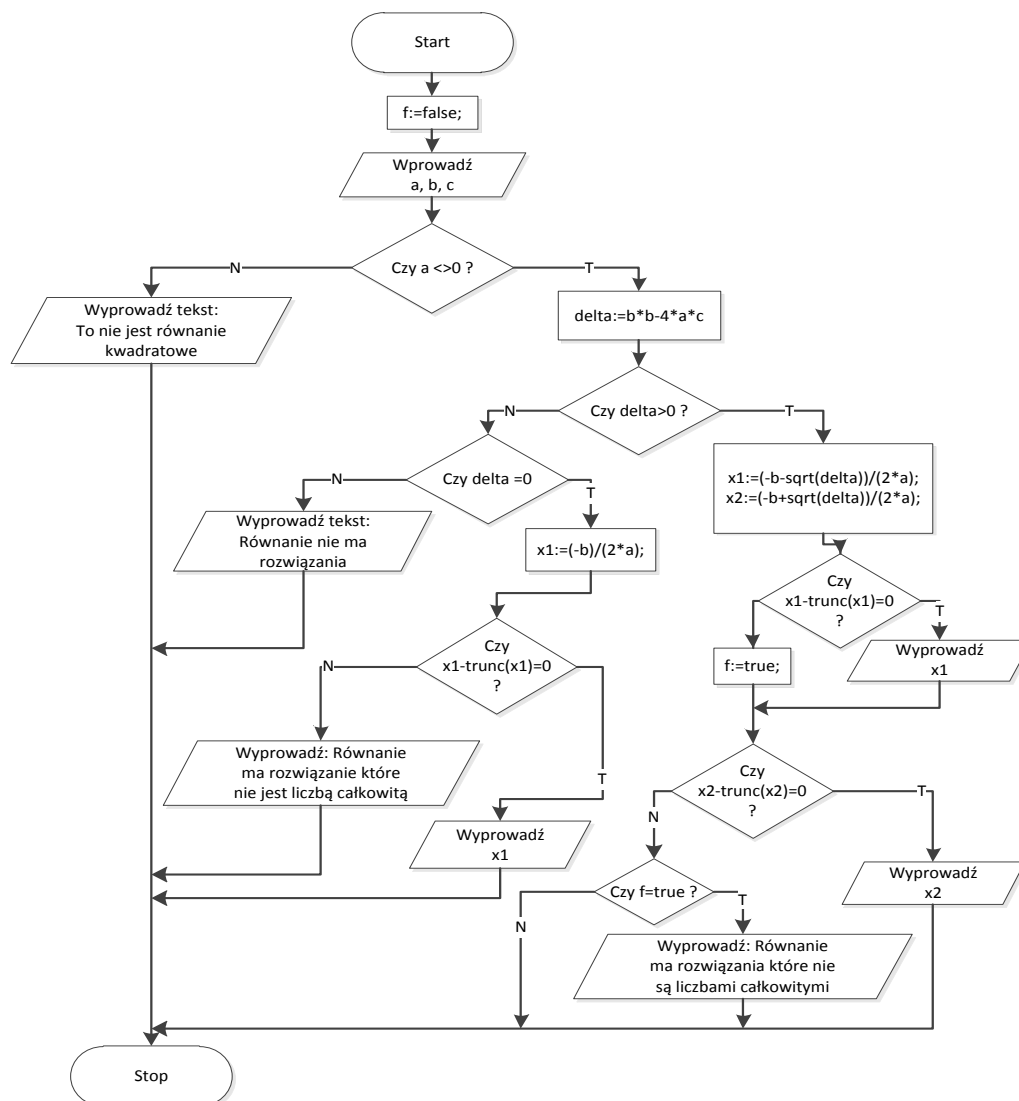 Start
f:=false;
Wprowadź
a, b, c
Czy a <>0 ?
N
T
Wyprowadź tekst:
To nie jest równanie
kwadratowe
delta:=b*b-4*a*c
Czy delta>0 ?
N
T
Czy delta =0
N
T
x1:=(-b-sqrt(delta))/(2*a);
x2:=(-b+sqrt(delta))/(2*a);
Wyprowadź tekst:
Równanie nie ma
rozwiązania
x1:=(-b)/(2*a);
Czy
x1-trunc(x1)=0
?
T
Czy
x1-trunc(x1)=0
?
N
T
f:=true;
Wyprowadź
x1
Wyprowadź: Równanie
ma rozwiązanie które
nie jest liczbą całkowitą
Czy
x2-trunc(x2)=0
?
N
T
Wyprowadź
x1
Czy f=true ?
N
T
Wyprowadź
x2
Wyprowadź: Równanie
ma rozwiązania które nie
są liczbami całkowitymi
Stop